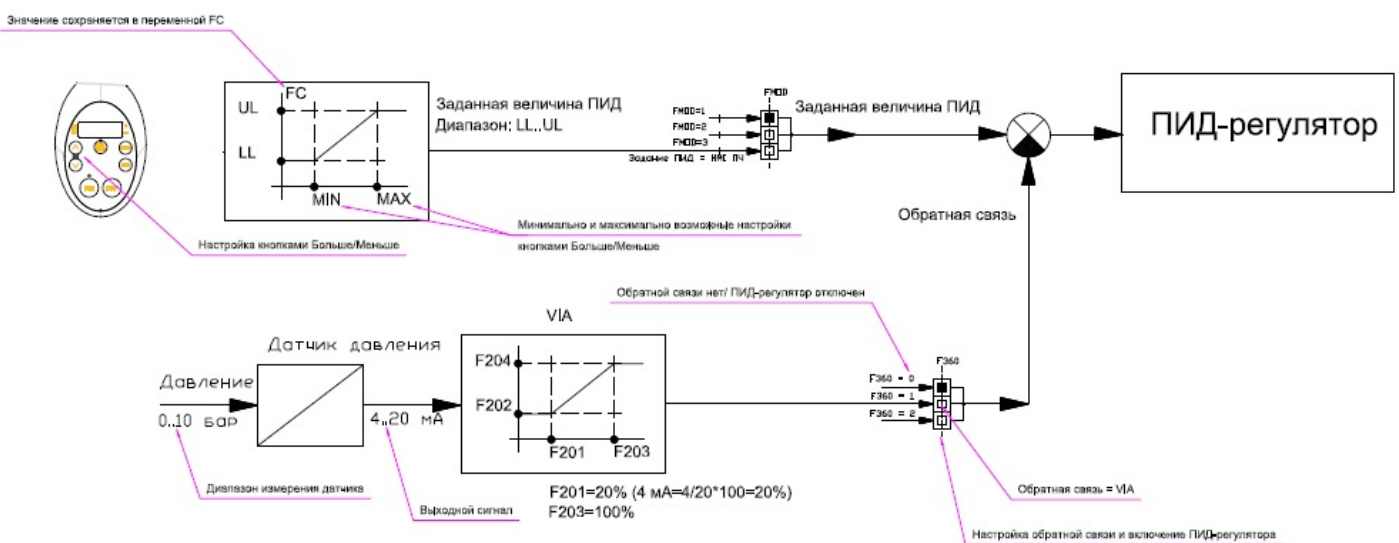 Значение сохраняется в переменной FC
FC
UL
LL
MIN
MAX
Заданная величина ПИД
Диапазон: LL..UL
FMOD
FMOD=1
FMOD=2
FMOD=3
Задание ПИД = HMI ПЧ
Заданная величина ПИД
ПИД-регулятор
Обратная связь
Настройка кнопками Больше/Меньше
Минимально и максимально возможные настройки
кнопками Больше/Меньше
Обратной связи нет/ ПИД-регулятор отключен
VIA
Датчик давления
Давление
0..10 Бар
4..20 мА
F204
F202
F201
F203
F360
F360 = 0
F360 = 1
F360 = 2
Диапазон измерения датчика
Выходной сигнал
F201=20% (4 мА=4/20*100=20%)
F203=100%
Обратная связь = VIA
Настройка обратной связи и включение ПИД-регулятора